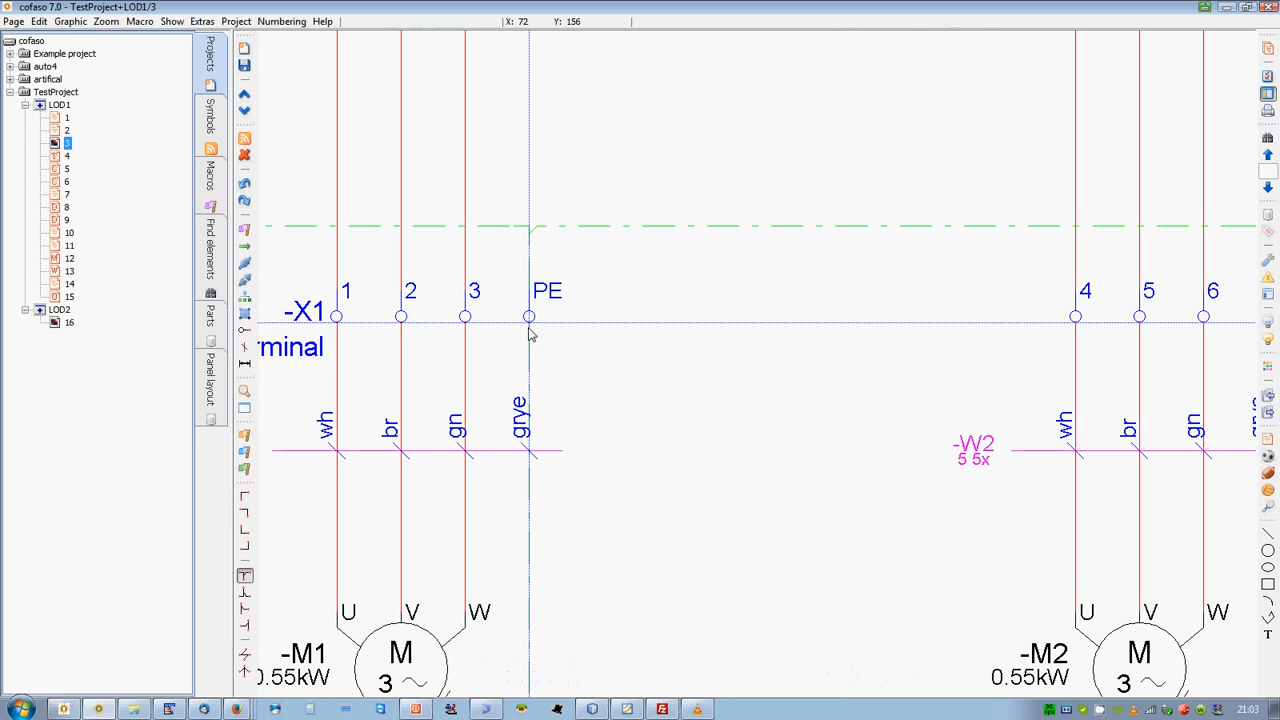 cofaso 7.0 - TestProject+LOD1/3
Page Edit Graphic Zoom Macro Show Extras Project Numbering Help X: 72 Y: 156
cofaso
Example project
auto4
artifical
TestProject
LOD1
1
2
3
4
5
6
7
8
9
10
11
12
13
14
15
LOD2
16
Projects
Symbols
Macros
Find elements
Parts
Panel layout
-X1 1 2 3 PE 4 5 6
rminal
wh br gn grye wh br gn
-W2
5 5x
U V W U V W
-M1 M -M2 M
0.55kW 3 0.55kW 3
T
21:03